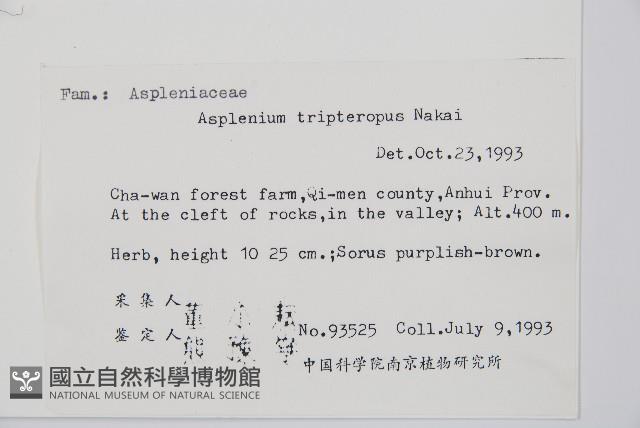 Fam.: Aspleniaceae
Asplenium tripteropus Nakai
Det.Oct.23,1993
Cha-wan forest farm,Qi-men county,Anhui Prov.
At the cleft of rocks,in the valley; Alt.400 m.
Herb, height 10 25 cm.;Sorus purplish-brown.
采集人
鉴定人
No.93525 Coll.July 9,1993
中国科学院南京植物研究所
國立自然科學博物館
NATIONAL MUSEUM OF NATURAL SCIENCE